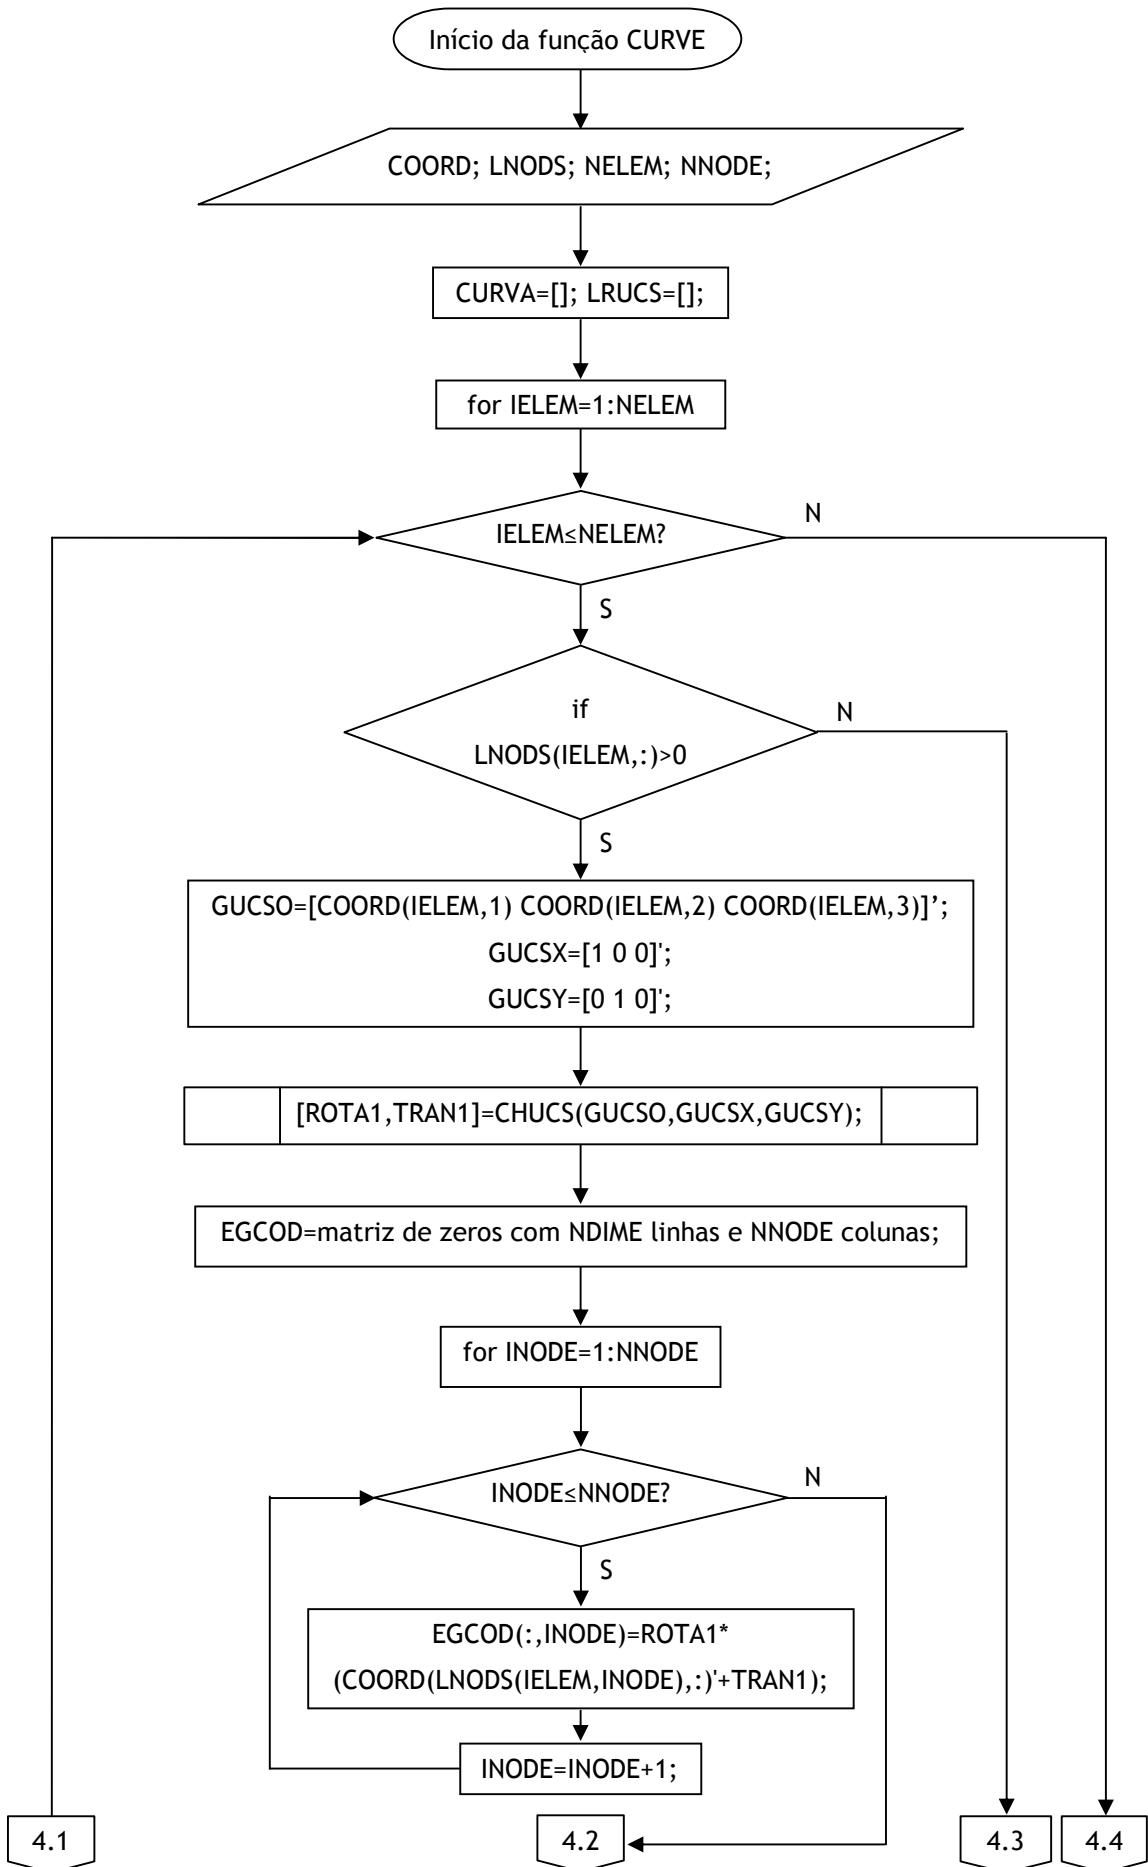 Início da função CURVE
COORD; LNODS; NELEM; NNODE;
CURVA=[]; LRUCS=[];
for IELEM=1:NELEM
IELEM≤NELEM?
N
S
if
N
LNODS(IELEM,:)>0
S
GUCSO=[COORD(IELEM,1) COORD(IELEM,2) COORD(IELEM,3)]’;
GUCSX=[1 0 0]';
GUCSY=[0 1 0]';
[ROTA1,TRAN1]=CHUCS(GUCSO,GUCSX,GUCSY);
EGCOD=matriz de zeros com NDIME linhas e NNODE colunas;
for INODE=1:NNODE
INODE≤NNODE?
N
S
EGCOD(:,INODE)=ROTA1*
(COORD(LNODS(IELEM,INODE),:)'+TRAN1);
INODE=INODE+1;
4.1
4.2
4.3
4.4